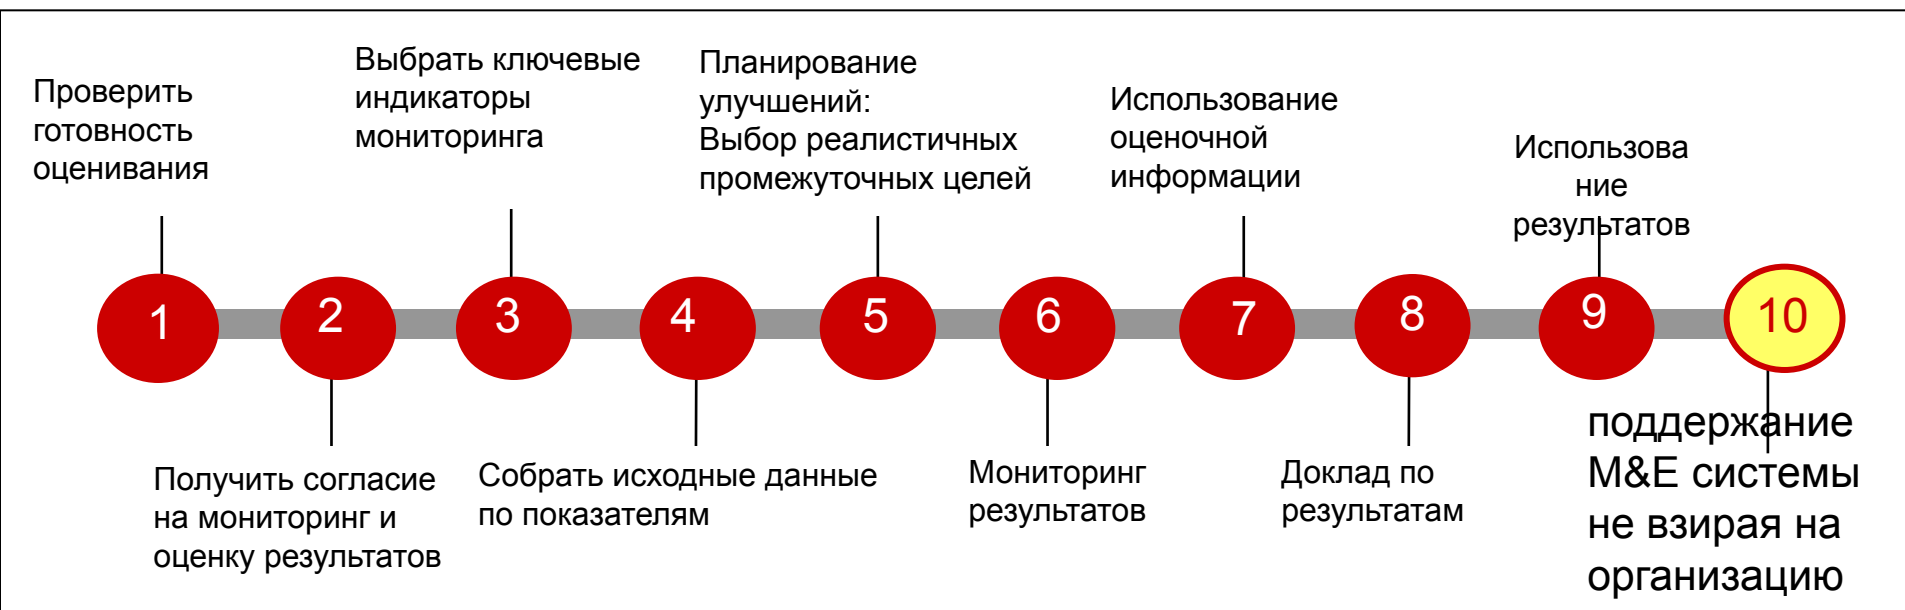 Проверить
готовность
оценивания
Выбрать ключевые
индикаторы
мониторинга
Планирование
улучшений:
Выбор реалистичных
промежуточных целей
Использование
оценочной
информации
Использова
ние
результатов
1
2
3
4
5
6
7
8
9
10
Получить согласие
на мониторинг и
оценку результатов
Собрать исходные данные
по показателям
Мониторинг
результатов
Доклад по
результатам
поддержание
M&E системы
не взирая на
организацию